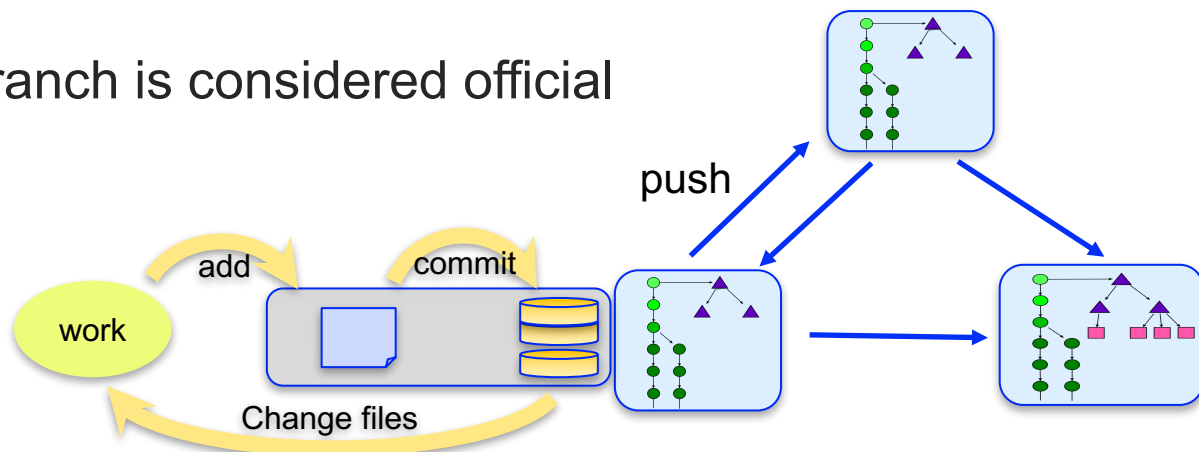 ranch is considered official
push
add
commit
work
Change files